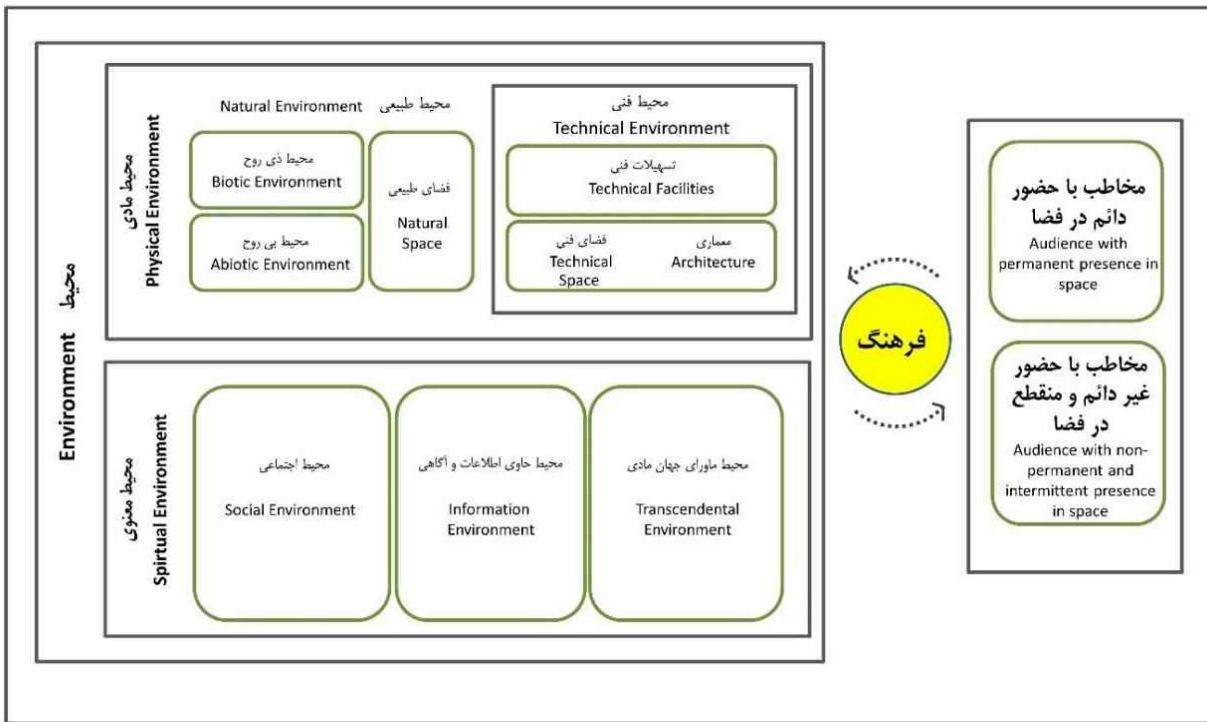 محیط
Environment
محیط مادی
Physical Environment
Natural Environment محیط طبیعی
محیط ذی روح
Biotic Environment
محیط بی روح
Abiotic Environment
فضای طبیعی
Natural
Space
محیط فنی
Technical Environment
تسهیلات فنی
Technical Facilities
فضای فنی
Technical
Space
معماری
Architecture
محیط معنوی
Spirtual Environment
محیط اجتماعی
Social Environment
محیط حاوی اطلاعات و آگاهی
Information
Environment
محیط ماورای جهان مادی
Transcendental
Environment
فرهنگ
مخاطب با حضور
دائم در فضا
Audience with
permanent presence in
space
مخاطب با حضور
غیر دائم و منقطع
در فضا
Audience with non-
permanent and
intermittent presence
in space